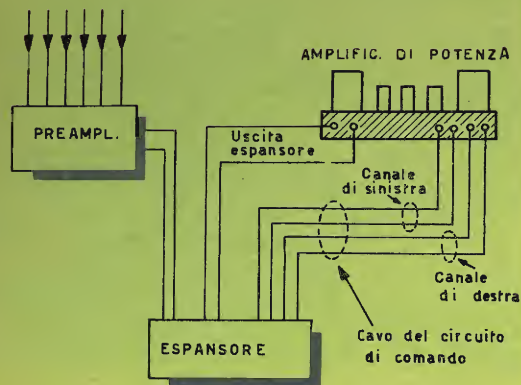 AMPLIFIC. DI POTENZA
PREAMPL.
Uscita
espansore
Canale
di sinistra
Canale
di destra
Cavo del circuito
di comando
ESPANSORE